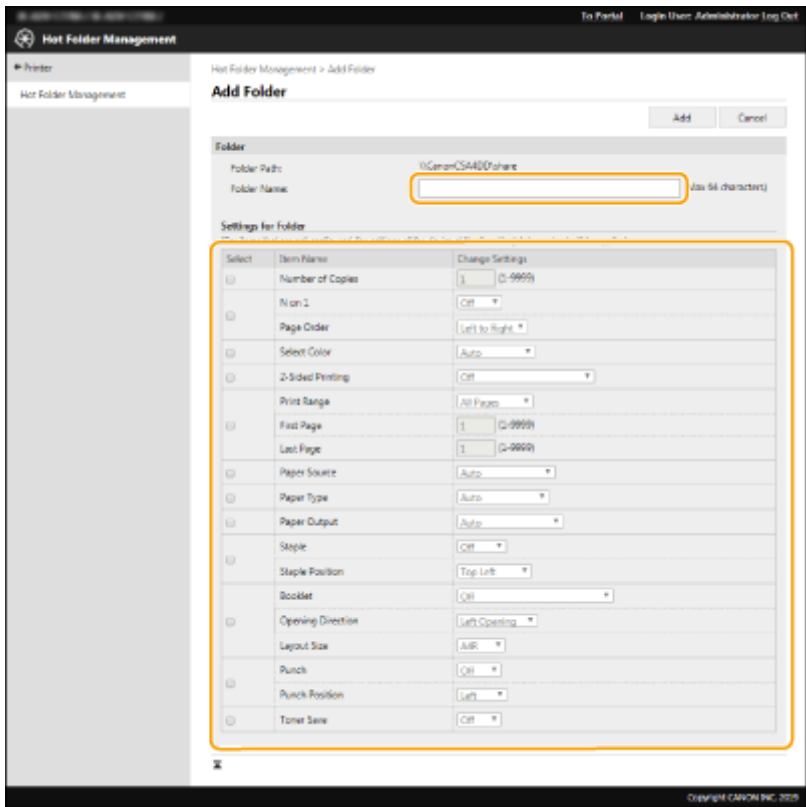 To Portal Login User: Administrator Log Out
Hot Folder Management
Printer
Hot Folder Management
Hot Folder Management > Add Folder
Add Folder
Add Cancel
Folder
Folder Path: \\CanonC5A4DD\share
Folder Name: 64 characters)
Settings for Folder
Select Item Name Change Settings
Number of Copies 1 (1-9999)
N on 1 Off
Page Order Left to Right
Select Color Auto
2-Sided Printing Off
Print Range All Pages
First Page 1 (1-9999)
Last Page 1 (1-9999)
Paper Source Auto
Paper Type Auto
Paper Output Auto
Staple Off
Staple Position Top Left
Booklet Off
Opening Direction Left Opening
Layout Size A4R
Punch Off
Punch Position Left
Toner Save Off
Copyright CANON INC. 2019